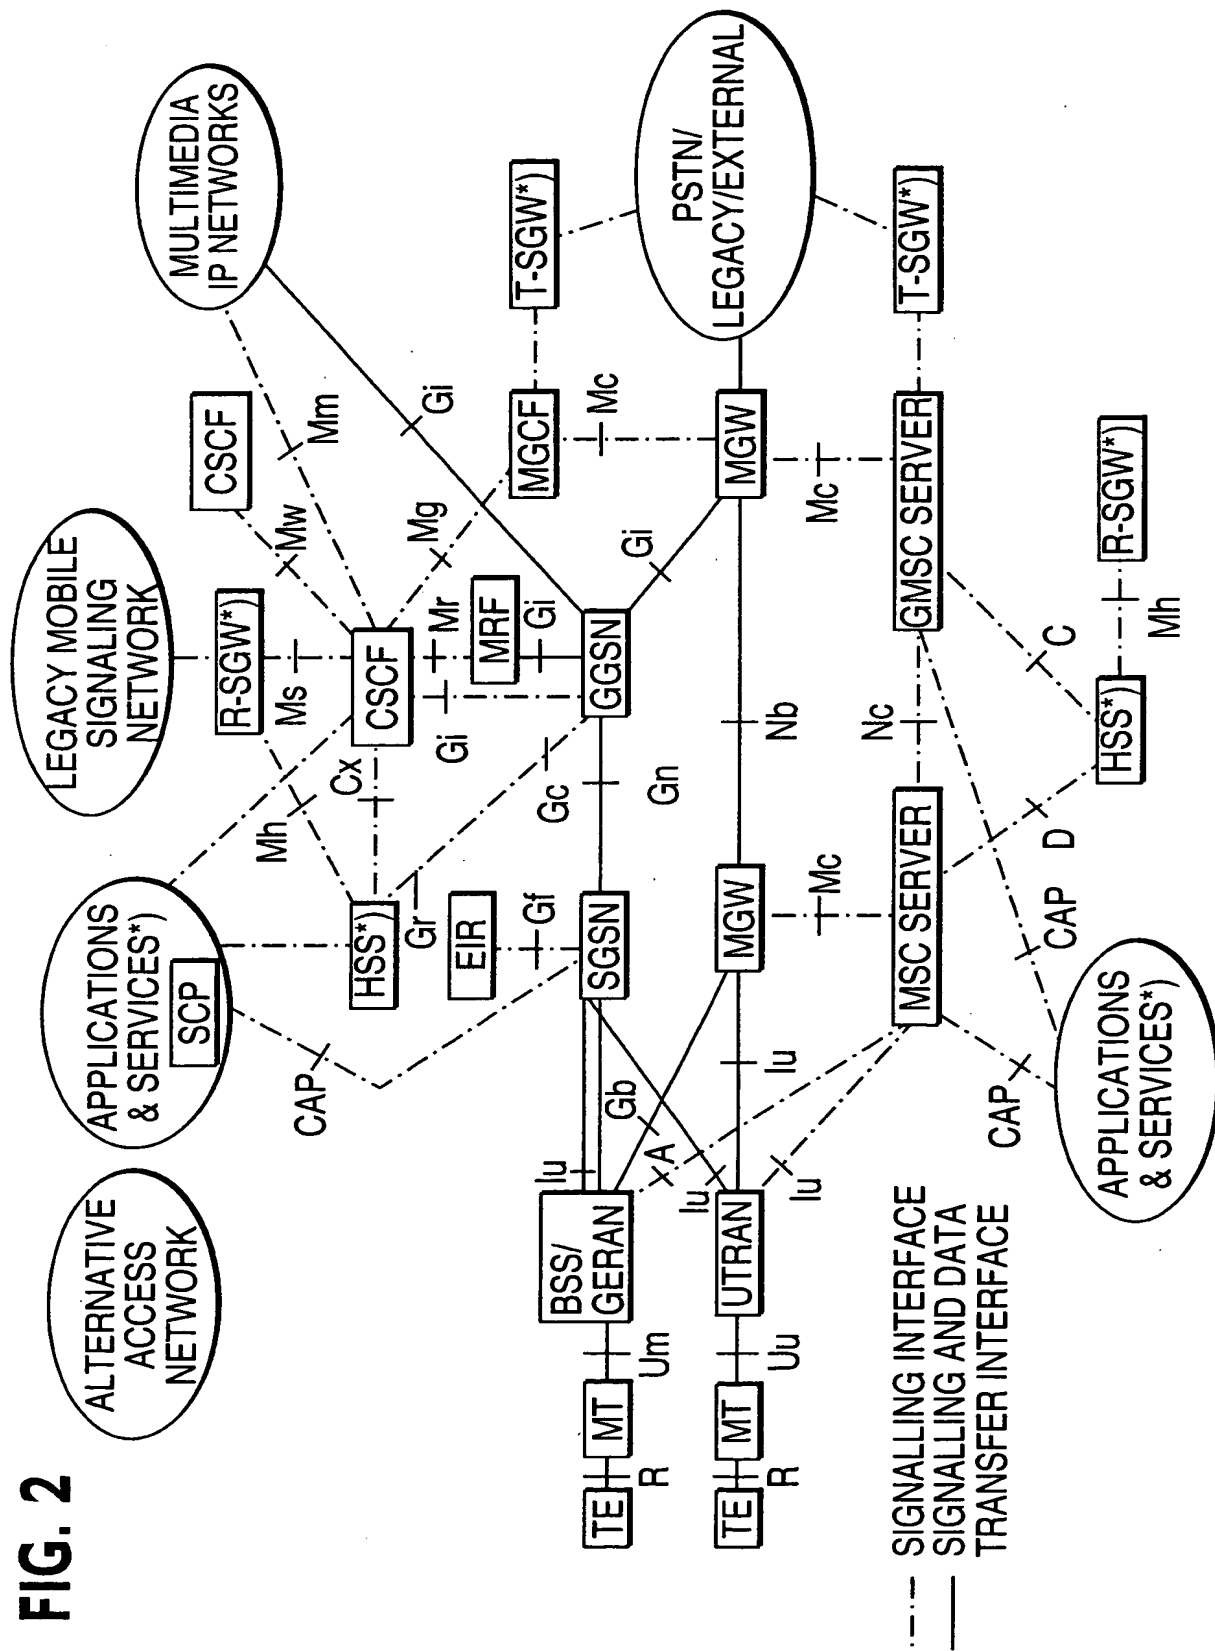 FIG. 2
ALTERNATIVE
ACCESS
NETWORK
APPLICATIONS
& SERVICES*)
SCP
LEGACY MOBILE
SIGNALING
NETWORK
MULTIMEDIA
IP NETWORKS
CAP
Mh
R-SGW*)
Ms
Mw
CSCF
Mm
HSS*)
Cx
CSCF
Gr
Gi
Mr
Mg
Gi
EIR
Gf
Gc
MRF
Gi
MGCF
T-SGW*)
Mc
TE
R
MT
Um
BSS/
GERAN
Iu
SGSN
Gn
GGSN
Gi
Gb
A
Iu
TE
R
MT
Uu
UTRAN
Iu
Iu
MGW
Nb
MGW
PSTN/
LEGACY/EXTERNAL
Mc
Mc
MSC SERVER
Nc
GMSC SERVER
T-SGW*)
CAP
CAP
D
C
APPLICATIONS
& SERVICES*)
HSS*)
Mh
R-SGW*)
SIGNALLING INTERFACE
SIGNALLING AND DATA
TRANSFER INTERFACE